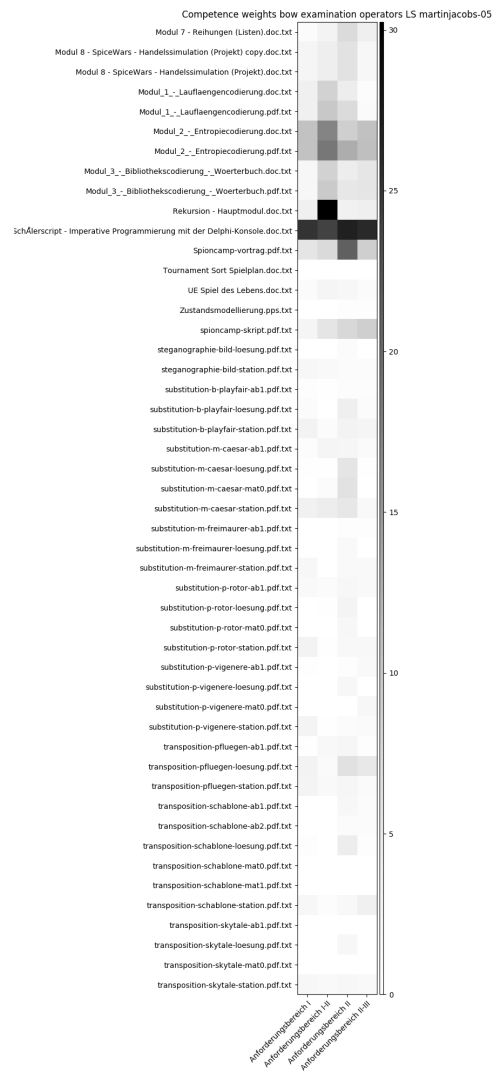 Competence weights bow examination operators LS martinjacobs-05
Modul 7 - Reihungen (Listen).doc.txt
Modul 8 - SpiceWars - Handelssimulation (Projekt) copy.doc.txt
Modul 8 - SpiceWars - Handelssimulation (Projekt).doc.txt
Modul_1_-_Lauflaengencodierung.doc.txt
Modul_1_-_Lauflaengencodierung.pdf.txt
Modul_2_-_Entropiecodierung.doc.txt
Modul_2_-_Entropiecodierung.pdf.txt
Modul_3_-_Bibliothekscodierung_-_Woerterbuch.doc.txt
Modul_3_-_Bibliothekscodierung_-_Woerterbuch.pdf.txt
Rekursion - Hauptmodul.doc.txt
- Imperative Programmierung mit der Delphi-Konsole.doc.txt
Spioncamp-vortrag.pdf.txt
Tournament Sort Spielplan.doc.txt
UE Spiel des Lebens.doc.txt
Zustandsmodellierung.pps.txt
spioncamp-skript.pdf.txt
steganographie-bild-loesung.pdf.txt
steganographie-bild-station.pdf.txt
substitution-b-playfair-ab1.pdf.txt
substitution-b-playfair-loesung.pdf.txt
substitution-b-playfair-station.pdf.txt
substitution-m-caesar-ab1.pdf.txt
substitution-m-caesar-loesung.pdf.txt
substitution-m-caesar-mat0.pdf.txt
substitution-m-caesar-station.pdf.txt
substitution-m-freimaurer-ab1.pdf.txt
substitution-m-freimaurer-loesung.pdf.txt
substitution-m-freimaurer-station.pdf.txt
substitution-p-rotor-ab1.pdf.txt
substitution-p-rotor-loesung.pdf.txt
substitution-p-rotor-mat0.pdf.txt
substitution-p-rotor-station.pdf.txt
substitution-p-vigenere-ab1.pdf.txt
substitution-p-vigenere-loesung.pdf.txt
substitution-p-vigenere-mat0.pdf.txt
substitution-p-vigenere-station.pdf.txt
transposition-pfluegen-ab1.pdf.txt
transposition-pfluegen-loesung.pdf.txt
transposition-pfluegen-station.pdf.txt
transposition-schablone-ab1.pdf.txt
transposition-schablone-ab2.pdf.txt
transposition-schablone-loesung.pdf.txt
transposition-schablone-mat0.pdf.txt
transposition-schablone-mat1.pdf.txt
transposition-schablone-station.pdf.txt
transposition-skytale-ab1.pdf.txt
transposition-skytale-loesung.pdf.txt
transposition-skytale-mat0.pdf.txt
transposition-skytale-station.pdf.txt
Anforderungsbereich I
Anforderungsbereich I-II
Anforderungsbereich II
Anforderungsbereich II-III
30
25
20
15
10
5
0